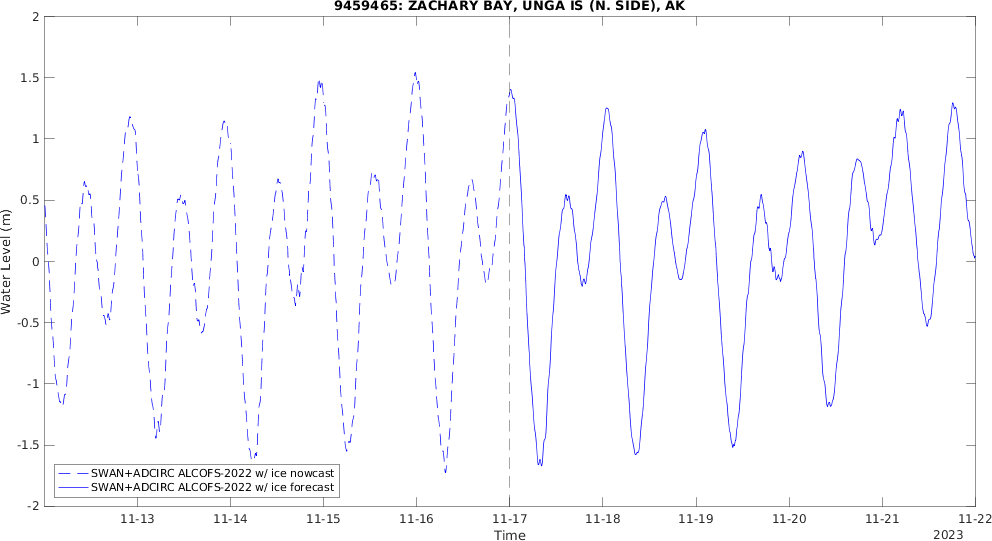 9459465: ZACHARY BAY, UNGA IS (N. SIDE), AK
2
1.5
1
0.5
0
-0.5
-1
-1.5
-2
Water Level (m)
SWAN+ADCIRC ALCOFS-2022 w/ ice nowcast
SWAN+ADCIRC ALCOFS-2022 w/ ice forecast
11-13 11-14 11-15 11-16 11-17 11-18 11-19 11-20 11-21 11-22
Time
2023